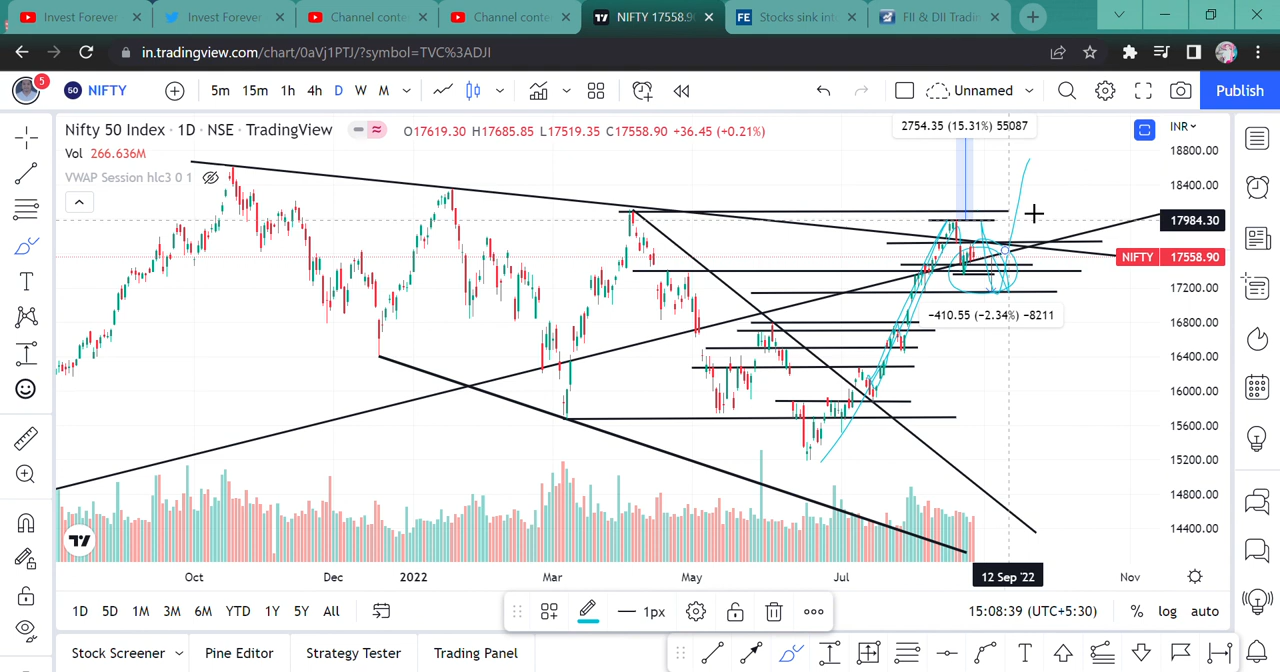 Invest Forever
Invest Forever
Channel conte
Channel conte
NIFTY 17558.9
FE Stocks sink int
FII & DII Tradin
in.tradingview.com/chart/0aVj1PTJ/?symbol=TVC%3ADJI
5
50 NIFTY
5m 15m 1h 4h D W M
Unnamed
Publish
Nifty 50 Index · 1D · NSE · TradingView
O17619.30 H17685.85 L17519.35 C17558.90 +36.45 (+0.21%)
Vol 266.636M
VWAP Session hlc3 0 1
2754.35 (15.31%) 55087
−410.55 (−2.34%) −8211
INR
18800.00
18400.00
17984.30
NIFTY 17558.90
17200.00
16800.00
16400.00
16000.00
15600.00
15200.00
14800.00
14400.00
Oct Dec 2022 Mar May Jul 12 Sep '22 Nov
1D 5D 1M 3M 6M YTD 1Y 5Y All
1px
15:08:39 (UTC+5:30) % log auto
Stock Screener Pine Editor Strategy Tester Trading Panel
T
T